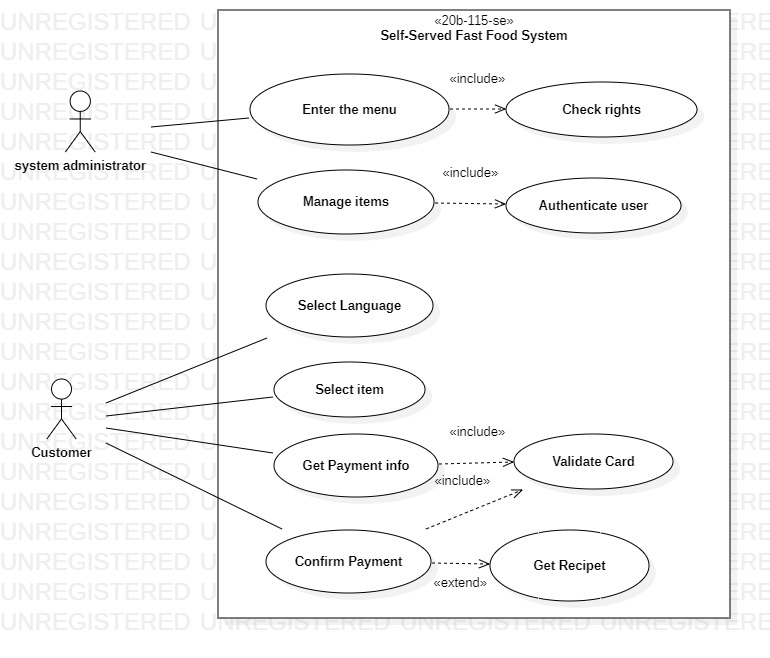 «20b-115-se»
Self-Served Fast Food System
«include»
Enter the menu
Check rights
system administrator
«include»
Manage items
Authenticate user
Select Language
Select item
Customer
«include»
Get Payment info
Validate Card
«include»
Confirm Payment
Get Recipet
«extend»
UNREGISTERED UNREGISTERED UNREGISTERED UNREGISTERED